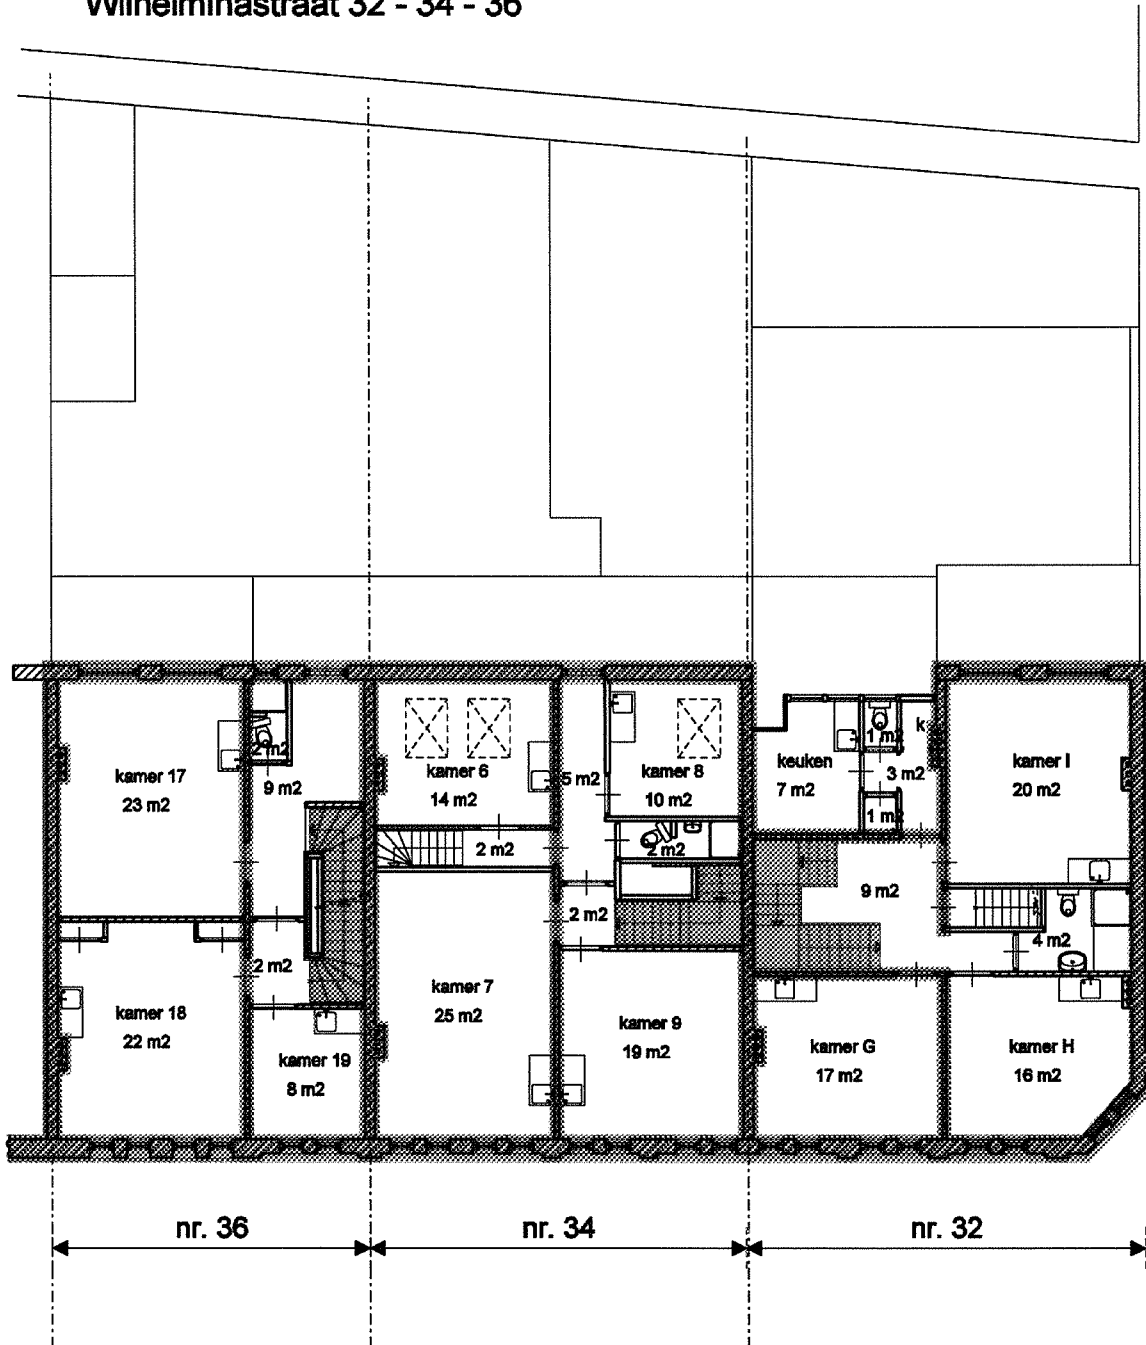 Wilhelminastraat 32 - 34 - 36
kamer 17
23 m2
2 m2
9 m2
kamer 18
22 m2
2 m2
kamer 19
8 m2
kamer 6
14 m2
2 m2
5 m2
kamer 8
10 m2
2 m2
2 m2
kamer 7
25 m2
kamer 9
19 m2
keuken
7 m2
1 m2
k
3 m2
1 m2
kamer I
20 m2
9 m2
4 m2
kamer G
17 m2
kamer H
16 m2
nr. 36
nr. 34
nr. 32